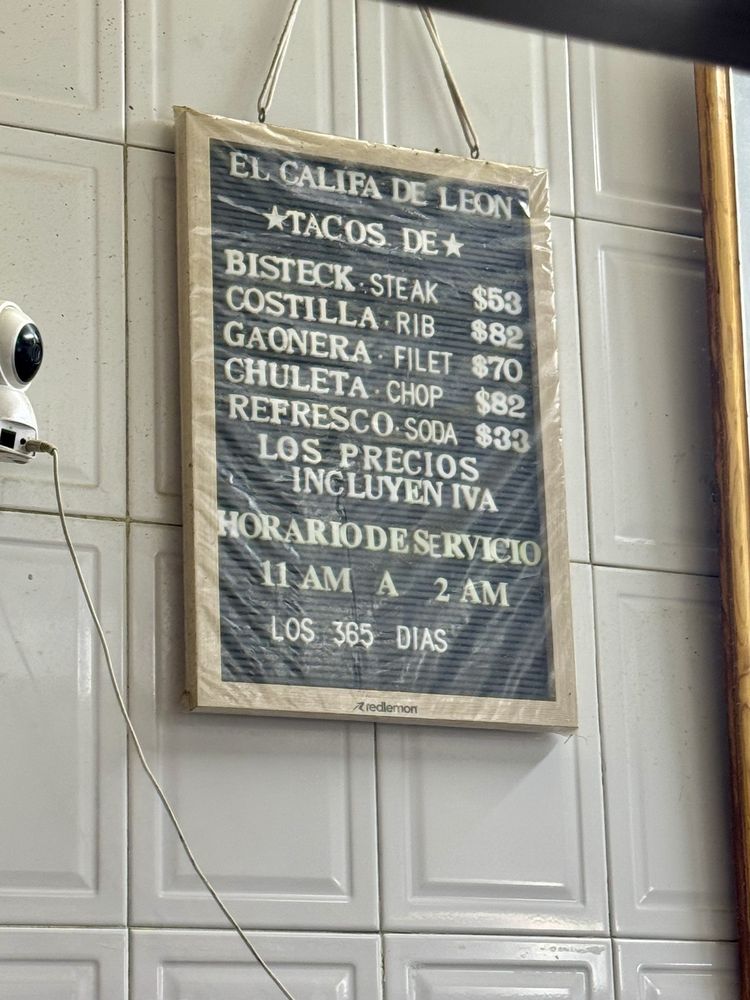 EL CALIFA DE LEON
★TACOS DE★
BISTECK·STEAK $53
COSTILLA·RIB $82
GAONERA·FILET $70
CHULETA·CHOP $82
REFRESCO·SODA $33
LOS PRECIOS
INCLUYEN IVA
HORARIO DE SERVICIO
11 AM A 2 AM
LOS 365 DIAS
redlemon